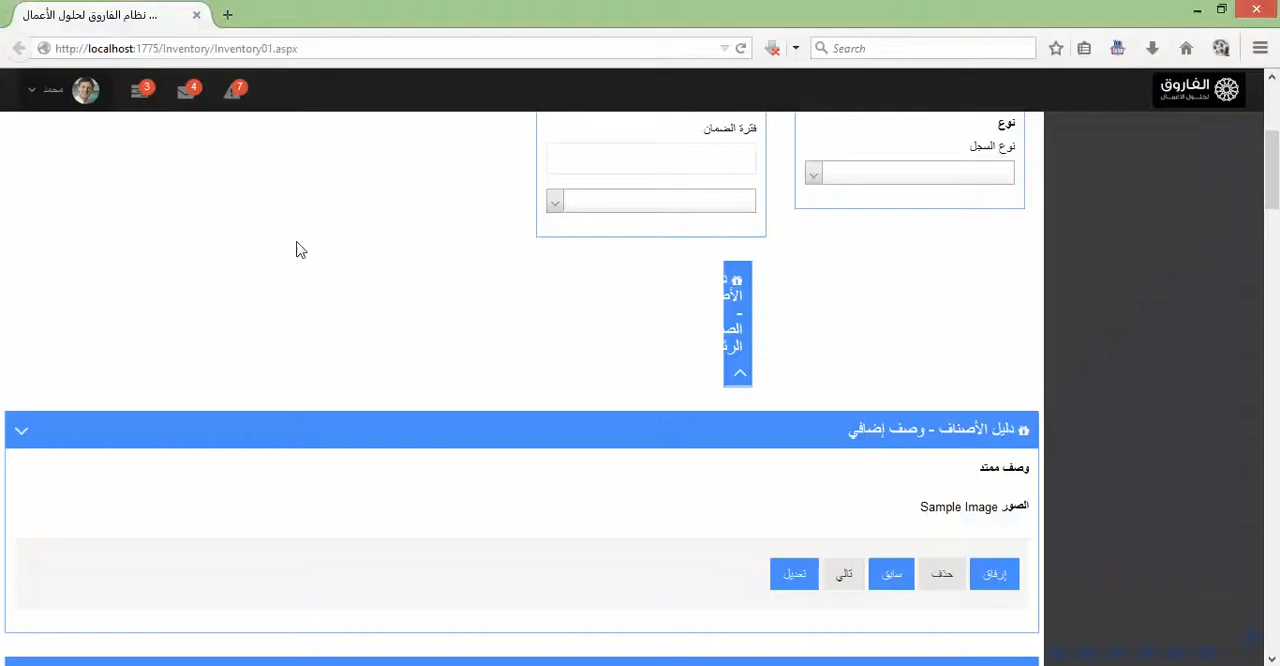 نظام الفاروق لحلول الأعمال ...
http://localhost:1775/Inventory/Inventory01.aspx
Search
محمد
3
4
7
الفاروق
لحلول الاعمال
نوع
نوع السجل
فترة الضمان
دليل الأصناف - وصف إضافي
وصف ممتد
الصور Sample Image
إرفاق
حذف
سابق
تالي
تعديل